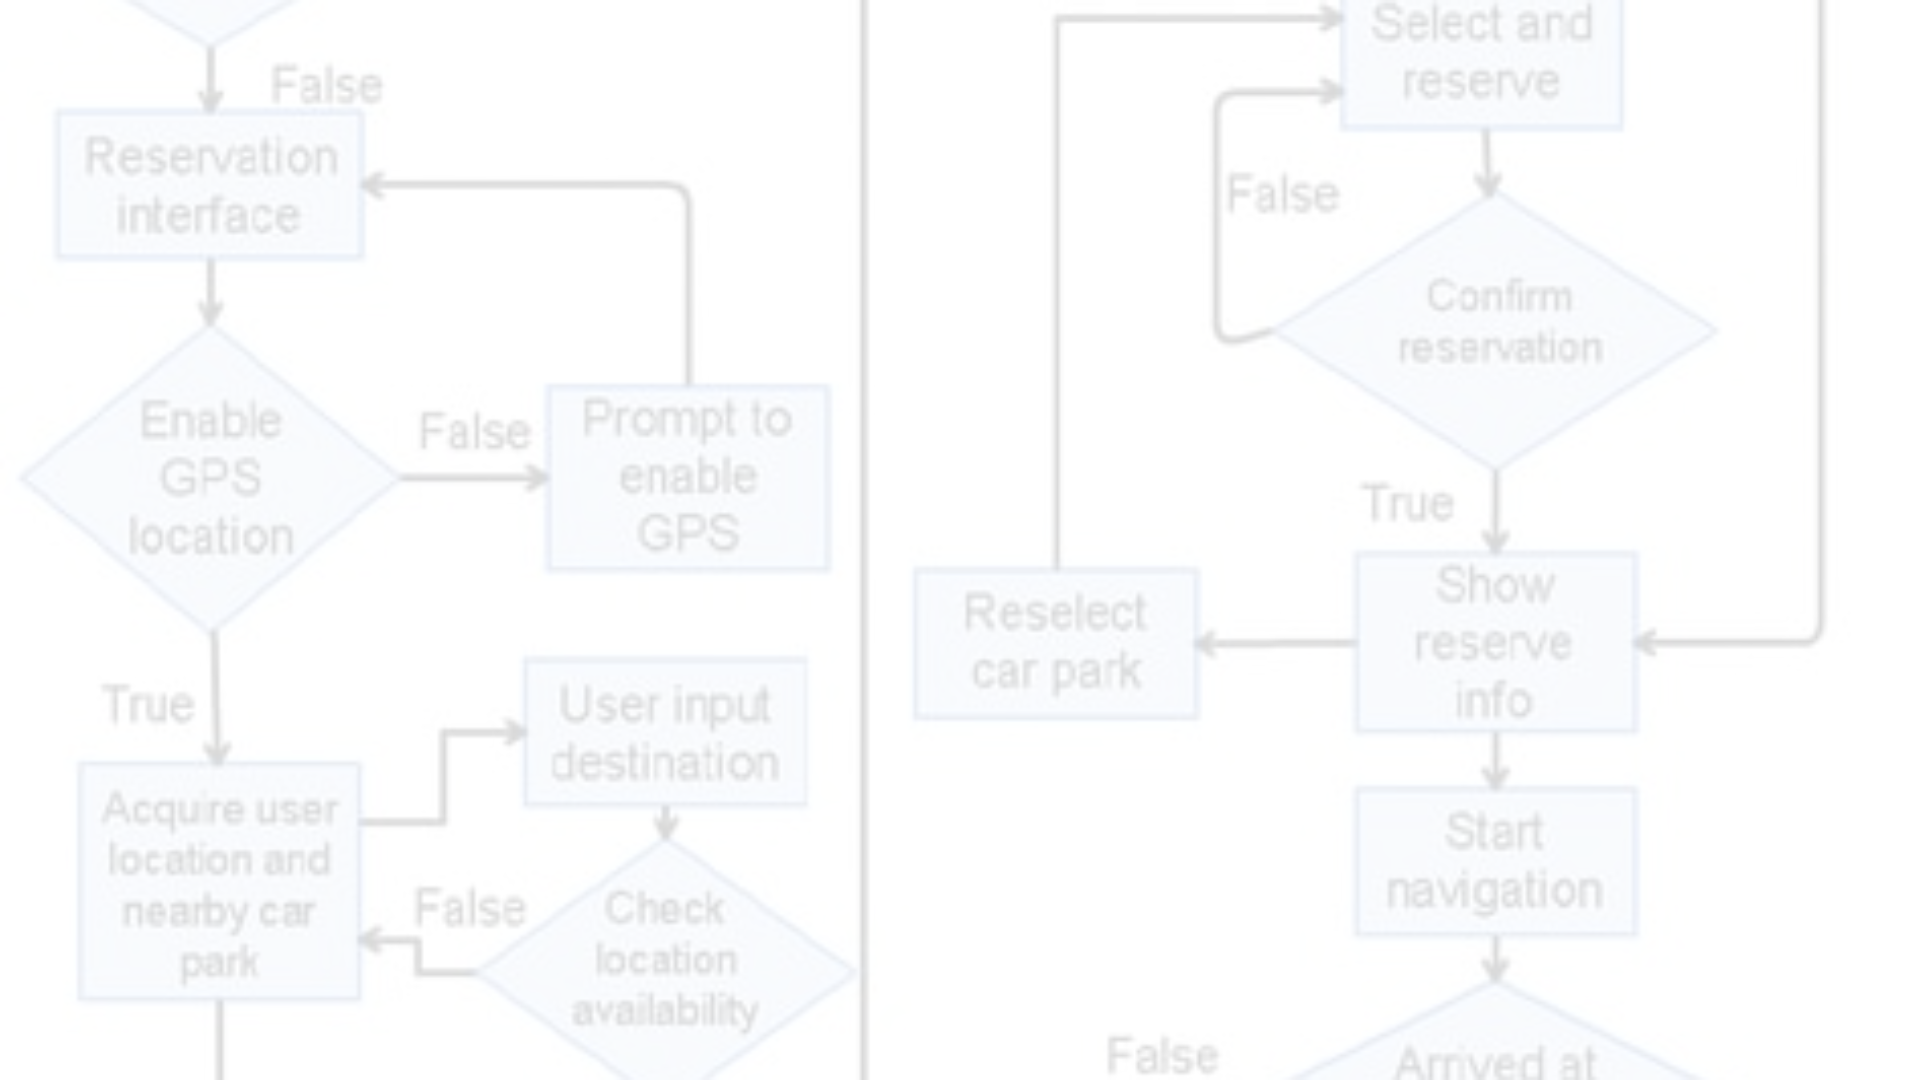 False
Reservation
interface
Enable
GPS
location
False
Prompt to
enable
GPS
True
User input
destination
Acquire user
location and
nearby car
park
False
Check
location
availability
Select and
reserve
False
Confirm
reservation
True
Reselect
car park
Show
reserve
info
Start
navigation
False
Arrived at